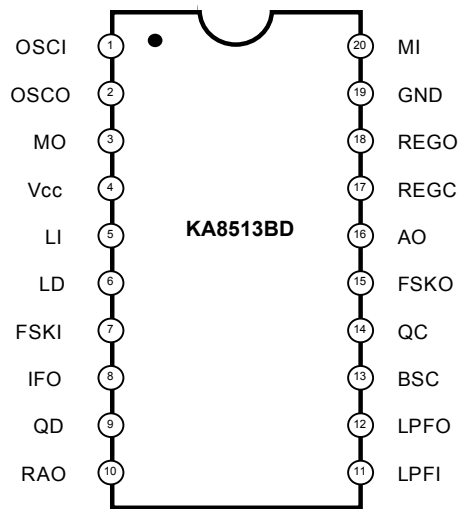 OSCI 1 20 MI
OSCO 2 19 GND
MO 3 18 REGO
Vcc 4 17 REGC
KA8513BD
LI 5 16 AO
LD 6 15 FSKO
FSKI 7 14 QC
IFO 8 13 BSC
QD 9 12 LPFO
RAO 10 11 LPFI